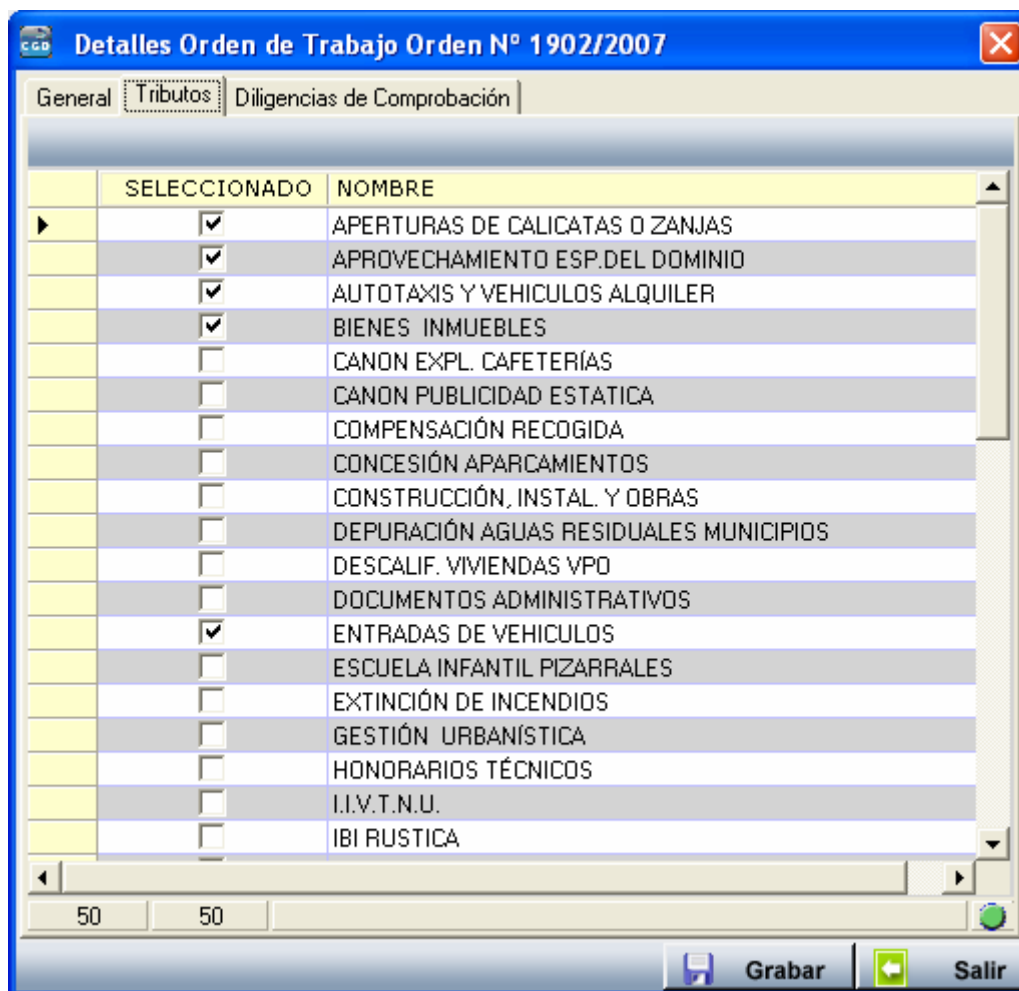 CGD Detalles Orden de Trabajo Orden Nº 1902/2007
General Tributos Diligencias de Comprobación
SELECCIONADO NOMBRE
APERTURAS DE CALICATAS O ZANJAS
APROVECHAMIENTO ESP.DEL DOMINIO
AUTOTAXIS Y VEHICULOS ALQUILER
BIENES  INMUEBLES
CANON EXPL. CAFETERÍAS
CANON PUBLICIDAD ESTATICA
COMPENSACIÓN RECOGIDA
CONCESIÓN APARCAMIENTOS
CONSTRUCCIÓN, INSTAL. Y OBRAS
DEPURACIÓN AGUAS RESIDUALES MUNICIPIOS
DESCALIF. VIVIENDAS VPO
DOCUMENTOS ADMINISTRATIVOS
ENTRADAS DE VEHICULOS
ESCUELA INFANTIL PIZARRALES
EXTINCIÓN DE INCENDIOS
GESTIÓN  URBANÍSTICA
HONORARIOS TÉCNICOS
I.I.V.T.N.U.
IBI RUSTICA
50 50
Grabar Salir